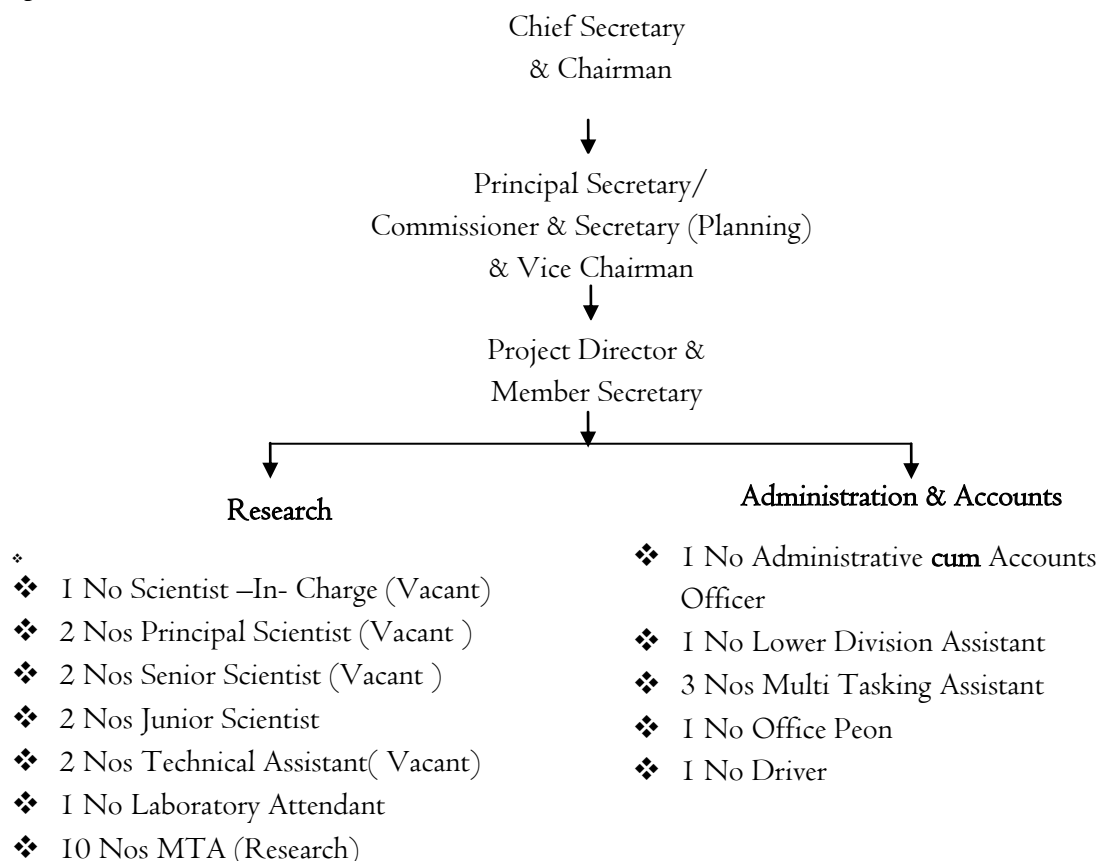 Chief Secretary
& Chairman
Principal Secretary/
Commissioner & Secretary (Planning)
& Vice Chairman
Project Director &
Member Secretary
Research
❖
❖ 1 No Scientist –In- Charge (Vacant)
❖ 2 Nos Principal Scientist (Vacant )
❖ 2 Nos Senior Scientist (Vacant )
❖ 2 Nos Junior Scientist
❖ 2 Nos Technical Assistant( Vacant)
❖ 1 No Laboratory Attendant
❖ 10 Nos MTA (Research)
Administration & Accounts
❖ 1 No Administrative cum Accounts
Officer
❖ 1 No Lower Division Assistant
❖ 3 Nos Multi Tasking Assistant
❖ 1 No Office Peon
❖ 1 No Driver